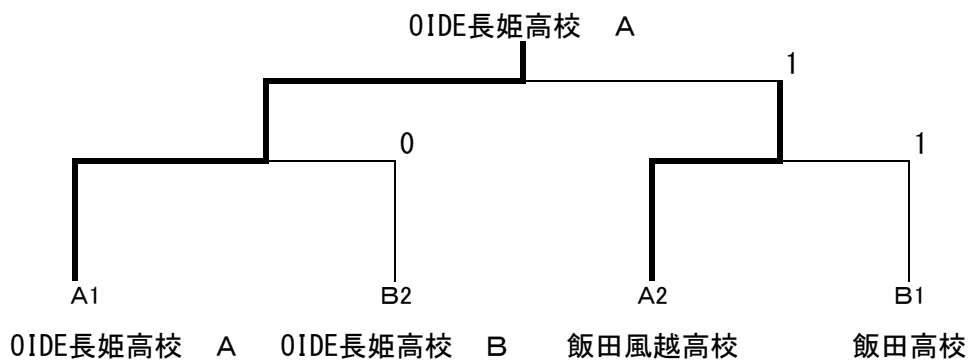 OIDE長姫高校　A
1
0　1
A1　B2　A2　B1
OIDE長姫高校　A　OIDE長姫高校　B　飯田風越高校　飯田高校